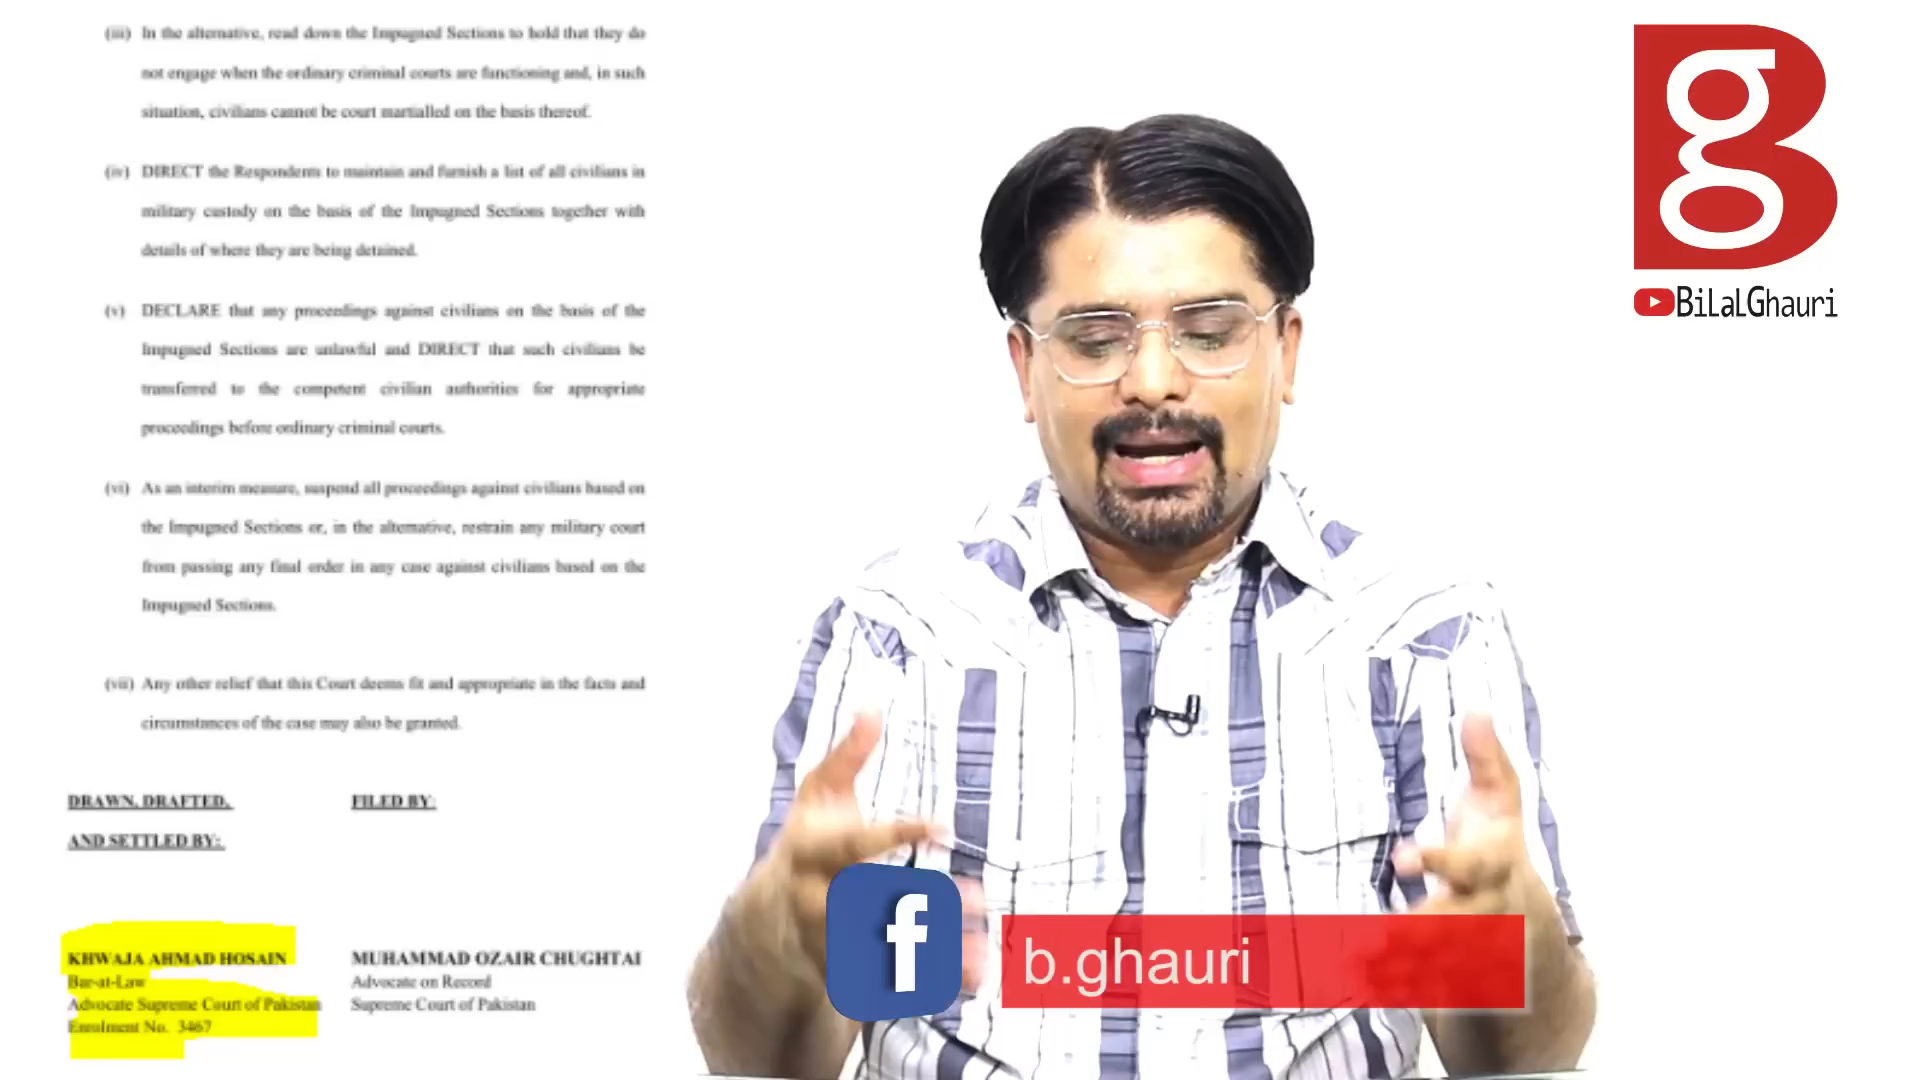 (iii) In the alternative, read down the Impugned Sections to hold that they do
not engage when the ordinary criminal courts are functioning and, in such
situation, civilians cannot be court martialled on the basis thereof.
(iv) DIRECT the Respondents to maintain and furnish a list of all civilians in
military custody on the basis of the Impugned Sections together with
details of where they are being detained.
(v) DECLARE that any proceedings against civilians on the basis of the
Impugned Sections are unlawful and DIRECT that such civilians be
transferred to the competent civilian authorities for appropriate
proceedings before ordinary criminal courts.
(vi) As an interim measure, suspend all proceedings against civilians based on
the Impugned Sections or, in the alternative, restrain any military court
from passing any final order in any case against civilians based on the
Impugned Sections.
(vii) Any other relief that this Court deems fit and appropriate in the facts and
circumstances of the case may also be granted.
DRAWN, DRAFTED,
AND SETTLED BY:
KHWAJA AHMAD HOSAIN
Bar-at-Law
Advocate Supreme Court of Pakistan
Enrolment No. 3467
FILED BY:
MUHAMMAD OZAIR CHUGHTAI
Advocate on Record
Supreme Court of Pakistan
Bg
BiLaLGhauri
f
b.ghauri